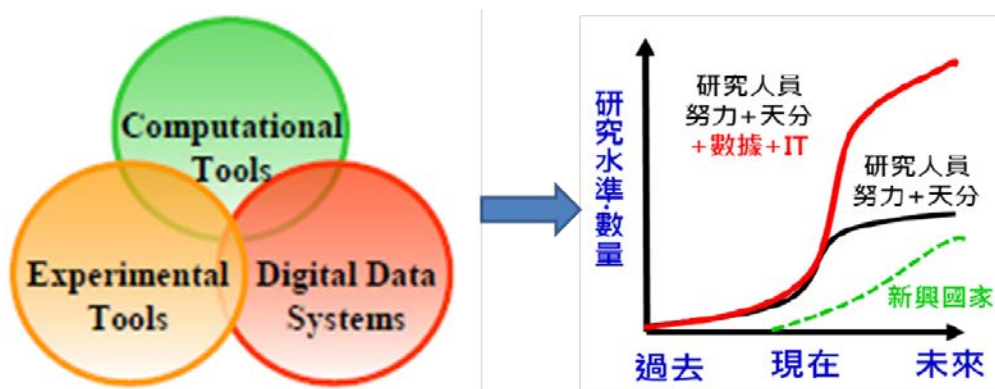 Computational
Tools
Experimental
Tools
Digital Data
Systems
研究水準·數量
研究人員
努力+天分
+數據+IT
研究人員
努力+天分
新興國家
過去
現在
未來